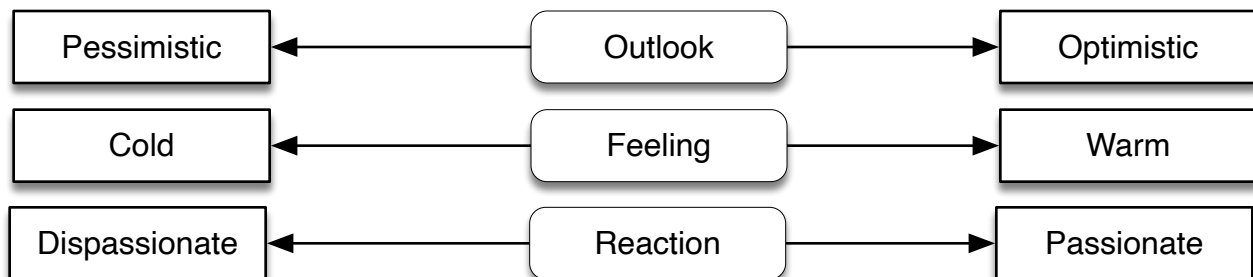 Pessimistic Outlook Optimistic
Cold Feeling Warm
Dispassionate Reaction Passionate